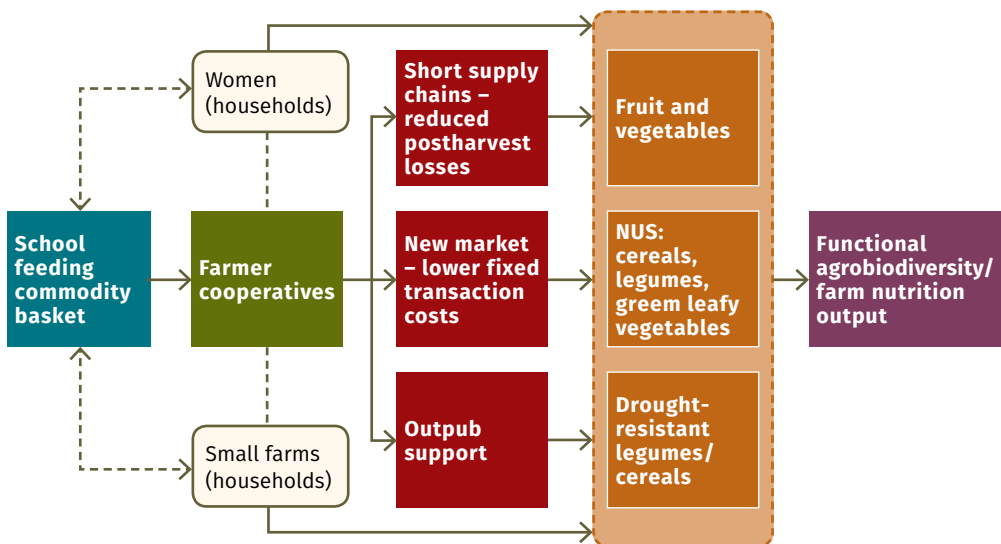 Women
(households)
Short supply
chains –
reduced
postharvest
losses
Fruit and
vegetables
School
feeding
commodity
basket
Farmer
cooperatives
New market
– lower fixed
transaction
costs
NUS:
cereals,
legumes,
greem leafy
vegetables
Functional
agrobiodiversity/
farm nutrition
output
Small farms
(households)
Outpub
support
Drought-
resistant
legumes/
cereals